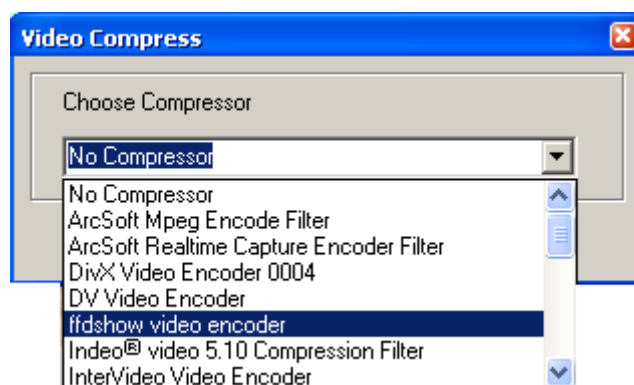 Video Compress
Choose Compressor
No Compressor
No Compressor
ArcSoft Mpeg Encode Filter
ArcSoft Realtime Capture Encoder Filter
DivX Video Encoder 0004
DV Video Encoder
ffdshow video encoder
Indeo® video 5.10 Compression Filter
InterVideo Video Encoder